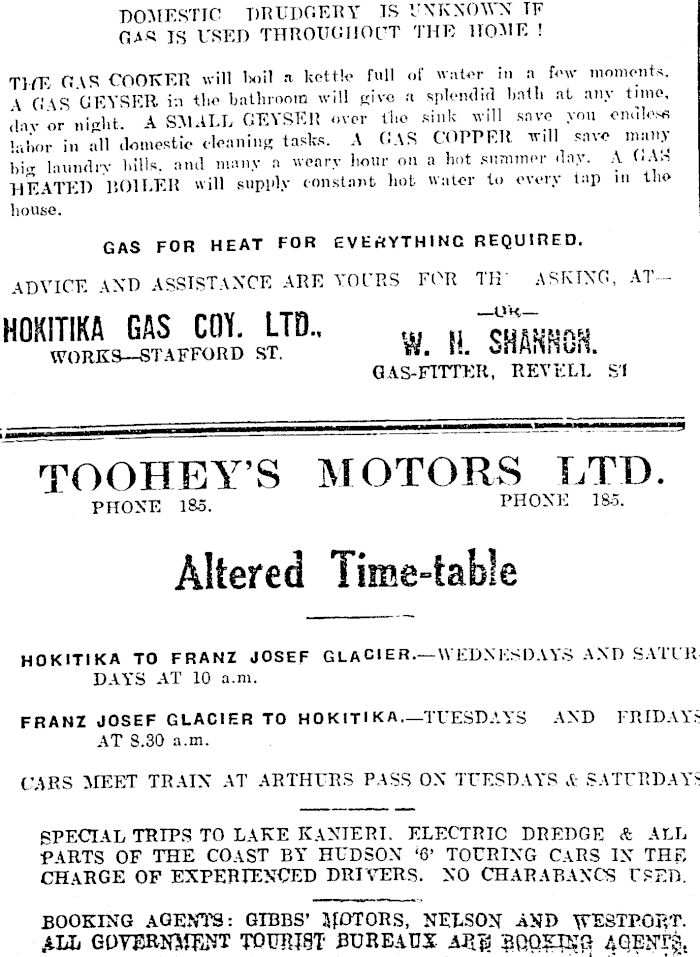 DOMESTIC DRUDGERY IS UNKNOWN IF
GAS IS USED THROUGHOUT THE HOME !
THE GAS COOKER will boil a kettle full of water in a few moments.
A GAS GEYSER in the bathroom will give a splendid bath at any time,
day or night. A SMALL GEYSER over the sink will save you endless
labor in all domestic cleaning tasks. A GAS COPPER will save many
big laundry bills, and many a weary hour on a hot summer day. A GAS
HEATED BOILER will supply constant hot water to every tap in the
house.
GAS FOR HEAT FOR EVERYTHING REQUIRED.
ADVICE AND ASSISTANCE ARE YOURS FOR TH ASKING, AT—
HOKITIKA GAS COY. LTD.,
WORKS—STAFFORD ST.
—OR—
W. H. SHANNON.
GAS-FITTER, REVELL ST
TOOHEY'S MOTORS LTD.
PHONE 185. PHONE 185.
Altered Time-table
HOKITIKA TO FRANZ JOSEF GLACIER.—WEDNESDAYS AND SATUR-
DAYS AT 10 a.m.
FRANZ JOSEF GLACIER TO HOKITIKA.—TUESDAYS AND FRIDAYS
AT 8.30 a.m.
CARS MEET TRAIN AT ARTHURS PASS ON TUESDAYS & SATURDAYS
SPECIAL TRIPS TO LAKE KANIERI. ELECTRIC DREDGE & ALL
PARTS OF THE COAST BY HUDSON '6' TOURING CARS IN THE
CHARGE OF EXPERIENCED DRIVERS. NO CHARABANCS USED.
BOOKING AGENTS: GIBBS' MOTORS, NELSON AND WESTPORT.
ALL GOVERNMENT TOURIST BUREAUX ARE BOOKING AGENTS.